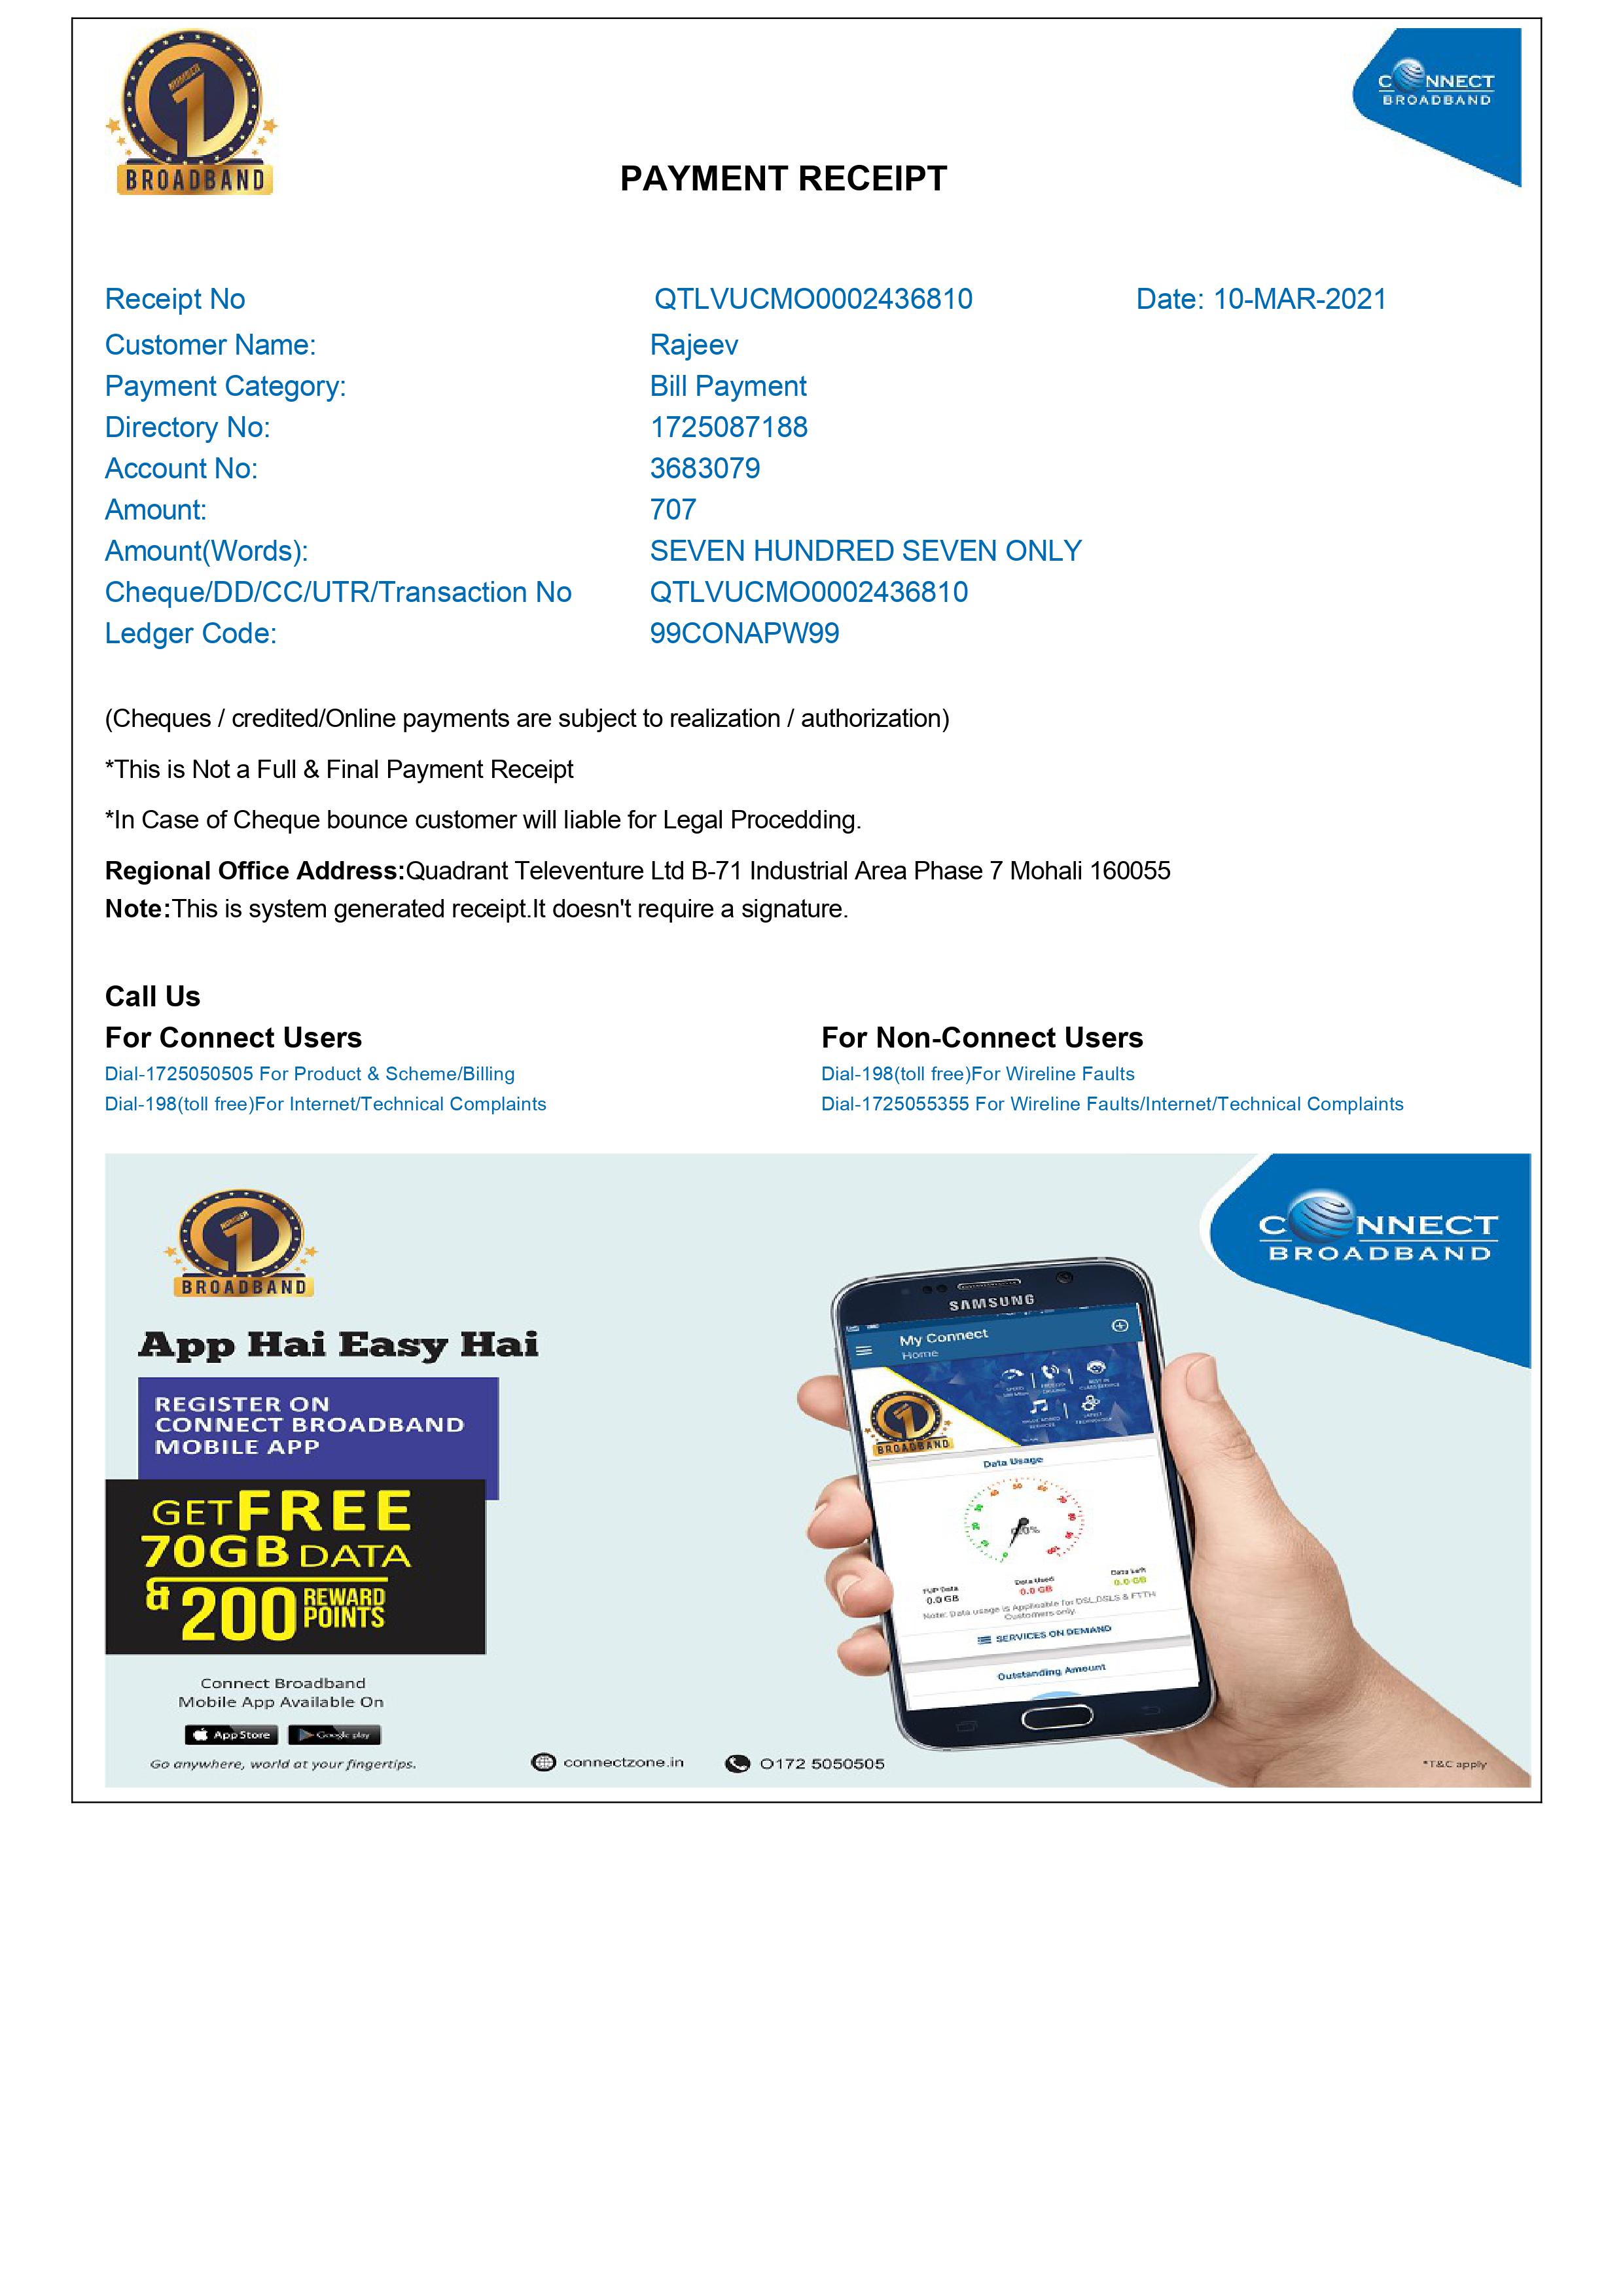 NUMBER
1
BROADBAND
CONNECT
BROADBAND
PAYMENT RECEIPT
Receipt No QTLVUCMO0002436810 Date: 10-MAR-2021
Customer Name: Rajeev
Payment Category: Bill Payment
Directory No: 1725087188
Account No: 3683079
Amount: 707
Amount(Words): SEVEN HUNDRED SEVEN ONLY
Cheque/DD/CC/UTR/Transaction No QTLVUCMO0002436810
Ledger Code: 99CONAPW99
(Cheques / credited/Online payments are subject to realization / authorization)
*This is Not a Full & Final Payment Receipt
*In Case of Cheque bounce customer will liable for Legal Procedding.
Regional Office Address:Quadrant Televenture Ltd B-71 Industrial Area Phase 7 Mohali 160055
Note:This is system generated receipt.It doesn't require a signature.
Call Us
For Connect Users For Non-Connect Users
Dial-1725050505 For Product & Scheme/Billing Dial-198(toll free)For Wireline Faults
Dial-198(toll free)For Internet/Technical Complaints Dial-1725055355 For Wireline Faults/Internet/Technical Complaints
NUMBER
1
BROADBAND
CONNECT
BROADBAND
App Hai Easy Hai
REGISTER ON
CONNECT BROADBAND
MOBILE APP
GET FREE
70GB DATA
& 200 REWARD
POINTS
Connect Broadband
Mobile App Available On
App Store Google play
Go anywhere, world at your fingertips.
connectzone.in
0172 5050505
SAMSUNG
My Connect
Home
1
BROADBAND
Data Usage
0.0%
FUP Data Data Used Data Left
0.0 GB 0.0 GB 0.0 GB
Note: Data usage is Applicable for DSL,DSLS & FTTH
Customers only.
SERVICES ON DEMAND
Outstanding Amount
*T&C apply